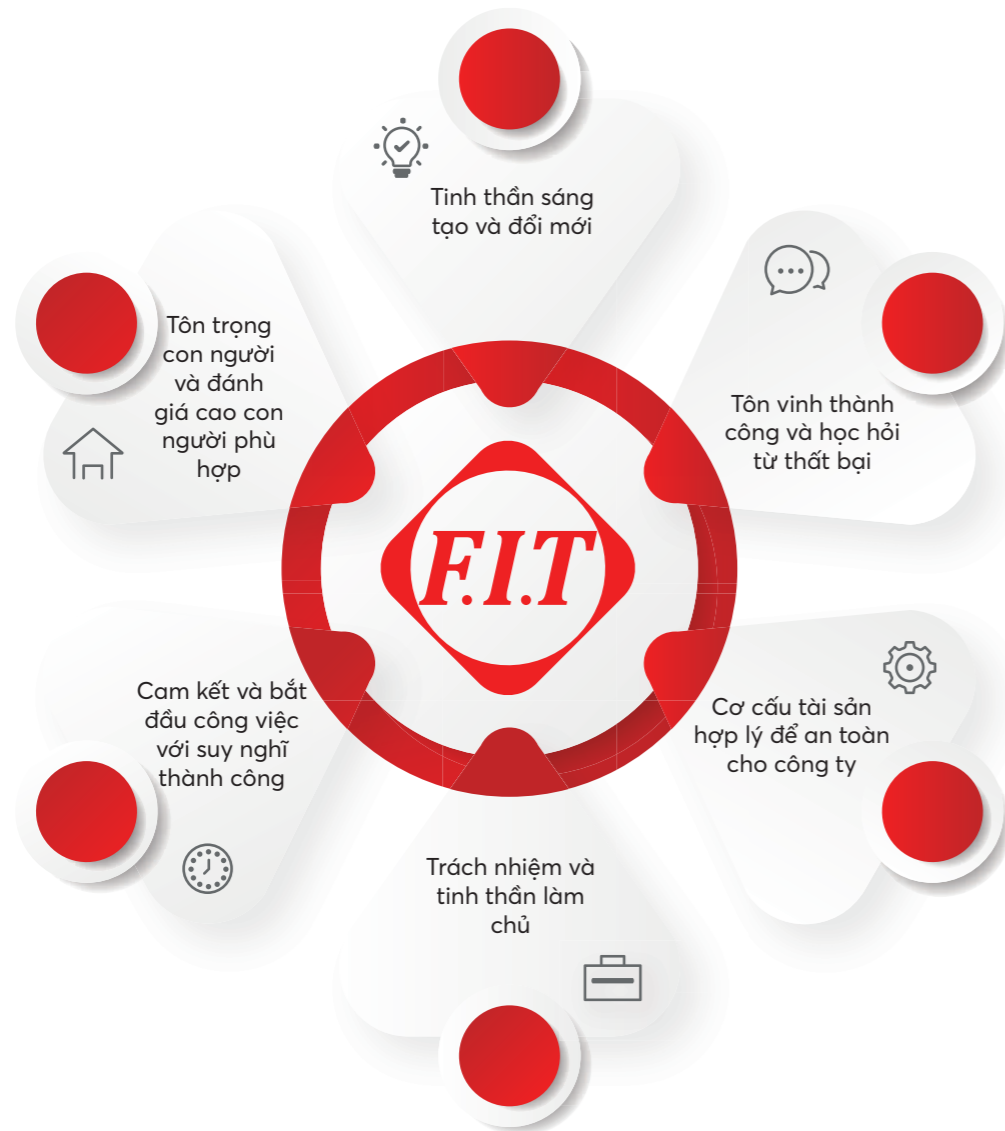 Tinh thần sáng
tạo và đổi mới
Tôn vinh thành
công và học hỏi
từ thất bại
Cơ cấu tài sản
hợp lý để an toàn
cho công ty
Trách nhiệm và
tinh thần làm
chủ
Cam kết và bắt
đầu công việc
với suy nghĩ
thành công
Tôn trọng
con người
và đánh
giá cao con
người phù
hợp
F.I.T